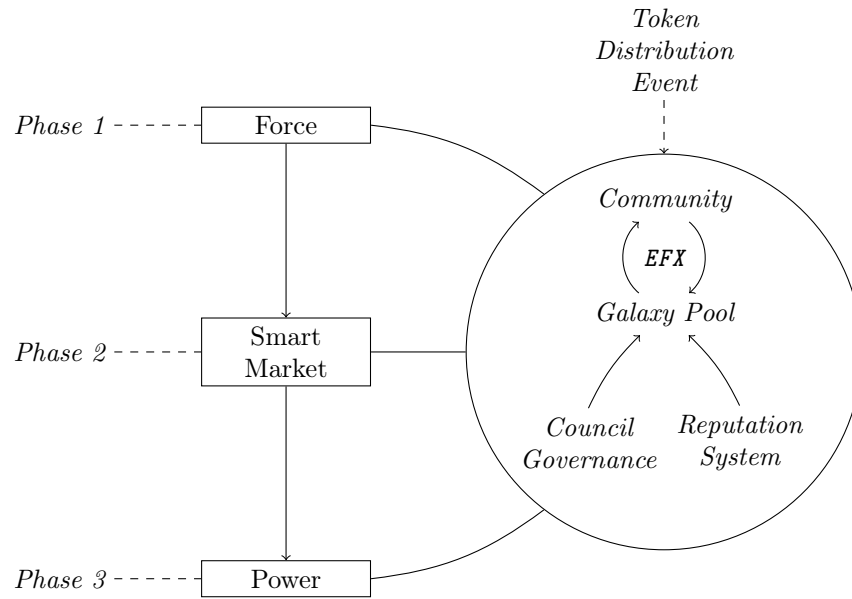 Token
Distribution
Event
Phase 1
Force
Community
EFX
Galaxy Pool
Phase 2
Smart
Market
Council
Governance
Reputation
System
Phase 3
Power